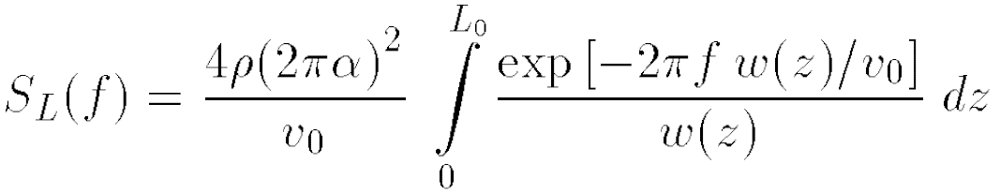 S_L(f) = \frac{4\rho(2\pi\alpha)^2}{v_0} \int_0^{L_0} \frac{\exp[-2\pi f w(z)/v_0]}{w(z)} dz